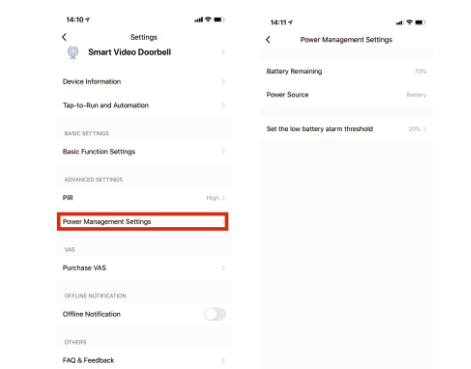 14:10
Settings
Smart Video Doorbell
Device Information
Tap-to-Run and Automation
BASIC SETTINGS
Basic Function Settings
ADVANCED SETTINGS
PIR High
Power Management Settings
VAS
Purchase VAS
OFFLINE NOTIFICATION
Offline Notification
OTHERS
FAQ & Feedback
14:11
Power Management Settings
Battery Remaining 70%
Power Source Battery
Set the low battery alarm threshold 20%